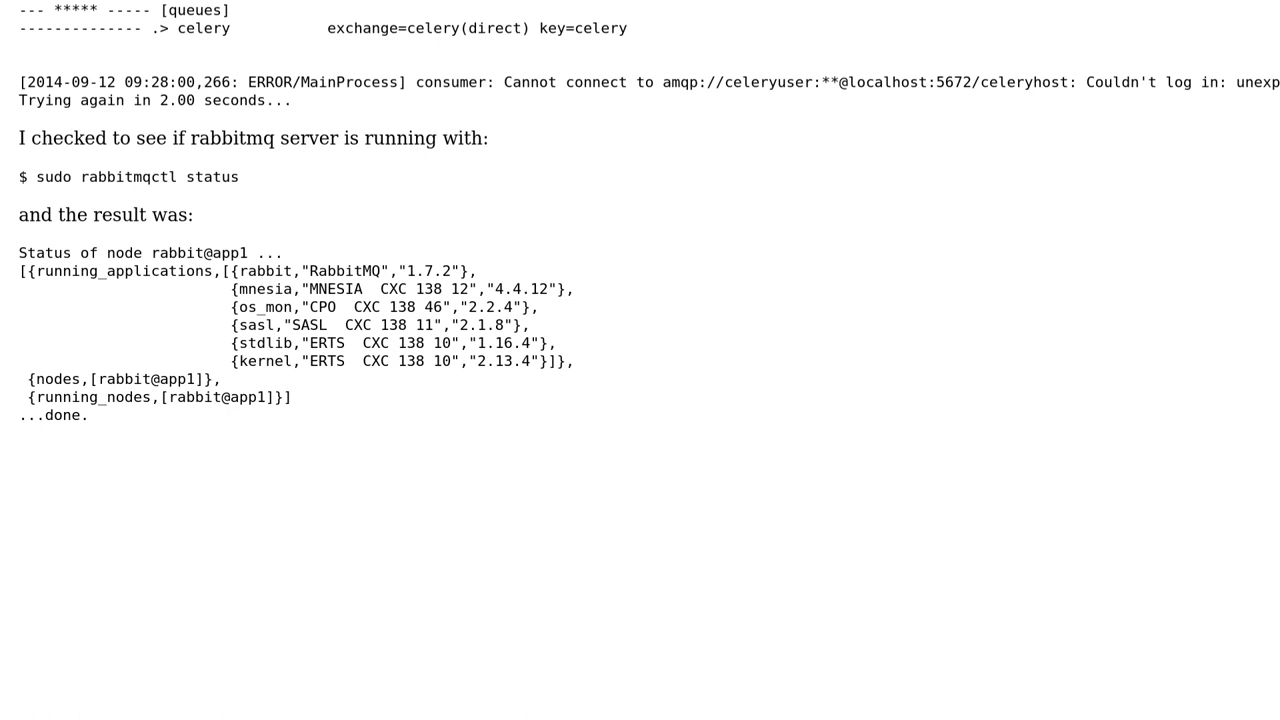 --- ***** ----- [queues]
-------------- .> celery           exchange=celery(direct) key=celery
[2014-09-12 09:28:00,266: ERROR/MainProcess] consumer: Cannot connect to amqp://celeryuser:**@localhost:5672/celeryhost: Couldn't log in: unexp
Trying again in 2.00 seconds...
I checked to see if rabbitmq server is running with:
$ sudo rabbitmqctl status
and the result was:
Status of node rabbit@app1 ...
[{running_applications,[{rabbit,"RabbitMQ","1.7.2"},
                        {mnesia,"MNESIA  CXC 138 12","4.4.12"},
                        {os_mon,"CPO  CXC 138 46","2.2.4"},
                        {sasl,"SASL  CXC 138 11","2.1.8"},
                        {stdlib,"ERTS  CXC 138 10","1.16.4"},
                        {kernel,"ERTS  CXC 138 10","2.13.4"}]},
 {nodes,[rabbit@app1]},
 {running_nodes,[rabbit@app1]}]
...done.